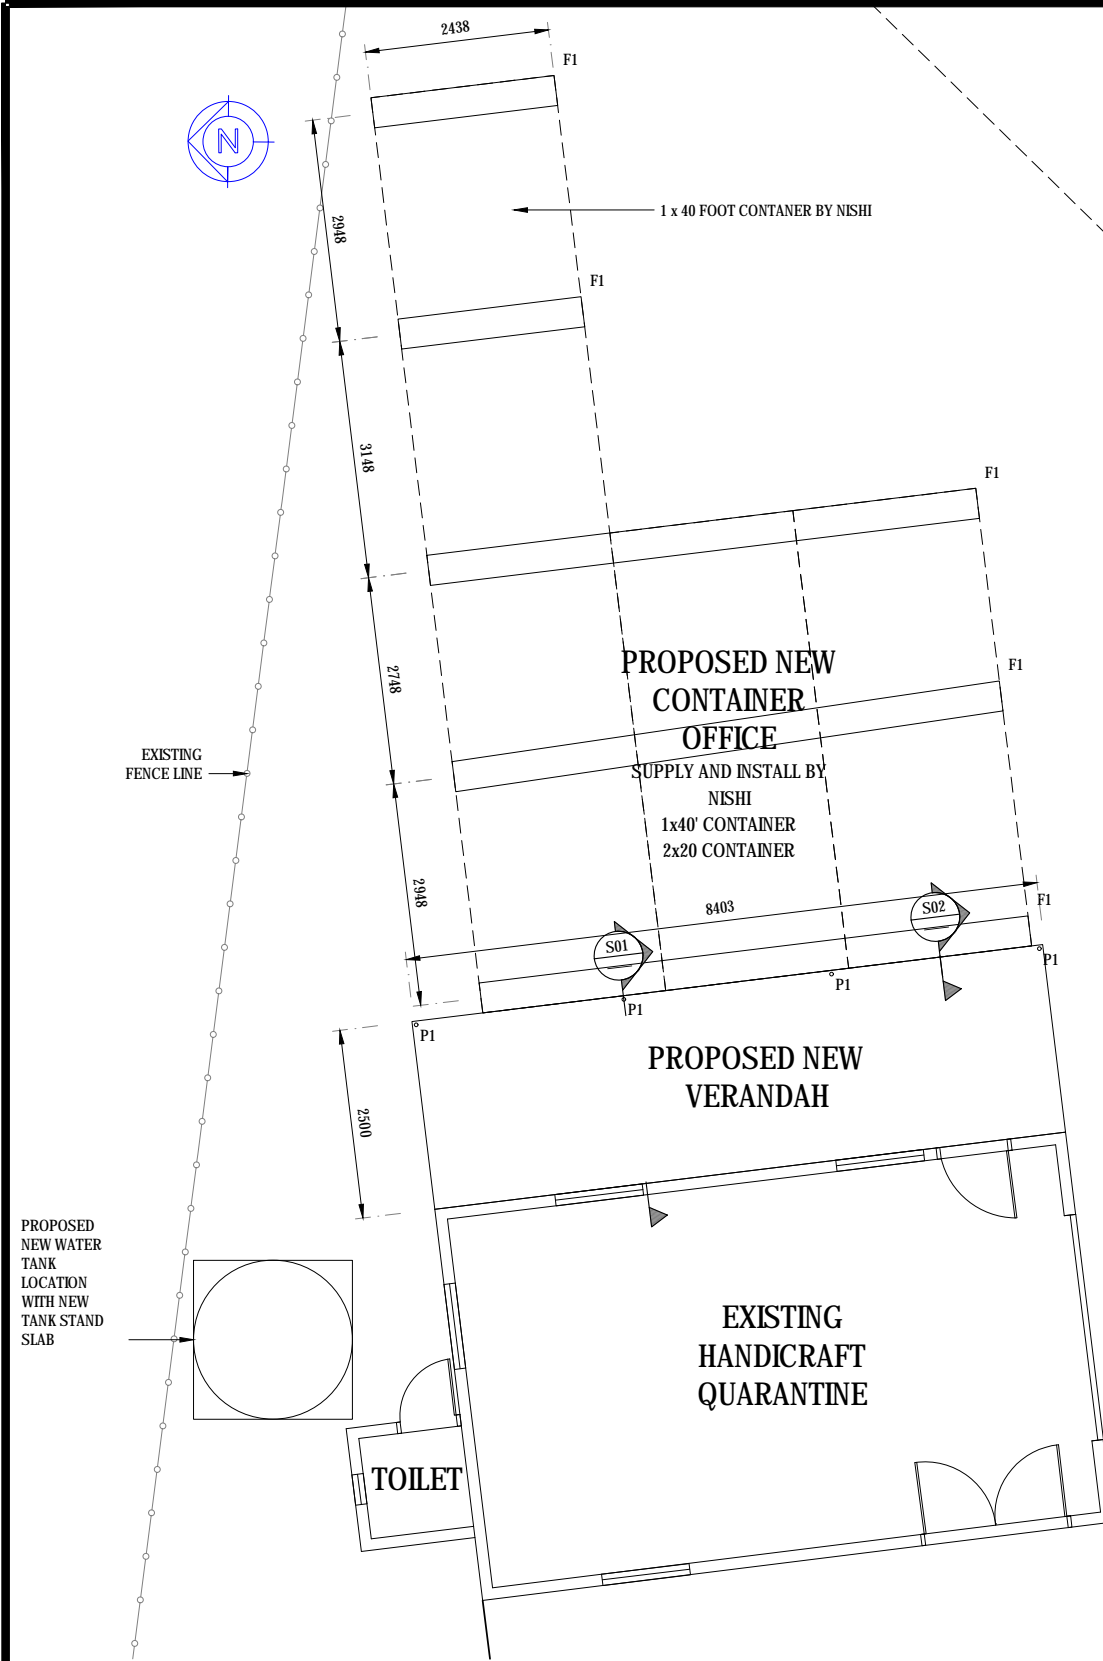 2438
F1
N
2948
1 x 40 FOOT CONTANER BY NISHI
F1
3148
F1
2748
PROPOSED NEW
CONTAINER
OFFICE
SUPPLY AND INSTALL BY
NISHI
1x40' CONTAINER
2x20 CONTAINER
F1
EXISTING
FENCE LINE
2948
8403
S01
S02
F1
P1
P1
P1
P1
PROPOSED NEW
VERANDAH
2500
PROPOSED
NEW WATER
TANK
LOCATION
WITH NEW
TANK STAND
SLAB
EXISTING
HANDICRAFT
QUARANTINE
TOILET